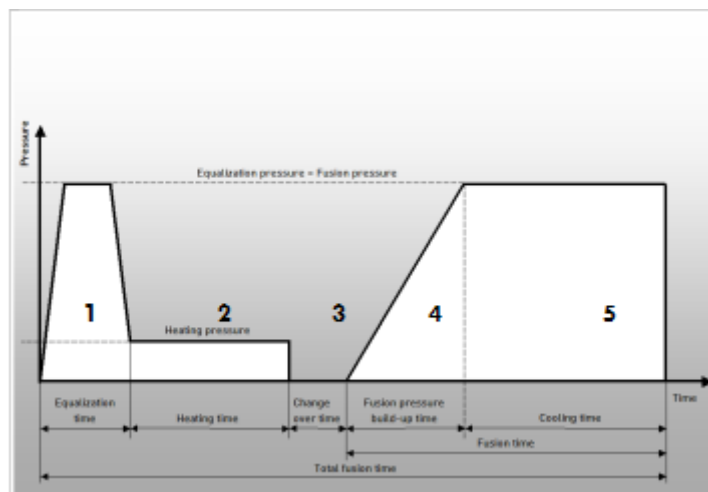 Pressure
Equalization pressure = Fusion pressure
1
2
3
4
5
Heating pressure
Time
Equalization
time
Heating time
Change
over time
Fusion pressure
build-up time
Cooling time
Fusion time
Total fusion time